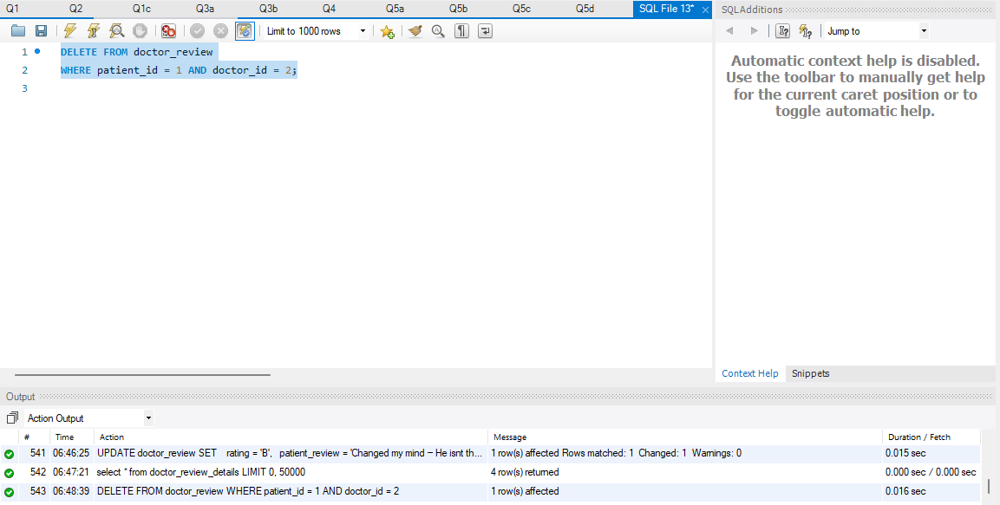 Q1 Q2 Q1c Q3a Q3b Q4 Q5a Q5b Q5c Q5d SQL File 13* ×
SQLAdditions
Limit to 1000 rows
Jump to
1 DELETE FROM doctor_review
2 WHERE patient_id = 1 AND doctor_id = 2;
3
Automatic context help is disabled.
Use the toolbar to manually get help
for the current caret position or to
toggle automatic help.
Context Help Snippets
Output
Action Output
# Time Action Message Duration / Fetch
541 06:46:25 UPDATE doctor_review SET rating = 'B', patient_review = 'Changed my mind – He isnt th... 1 row(s) affected Rows matched: 1 Changed: 1 Warnings: 0 0.015 sec
542 06:47:21 select * from doctor_review_details LIMIT 0, 50000 4 row(s) returned 0.000 sec / 0.000 sec
543 06:48:39 DELETE FROM doctor_review WHERE patient_id = 1 AND doctor_id = 2 1 row(s) affected 0.016 sec